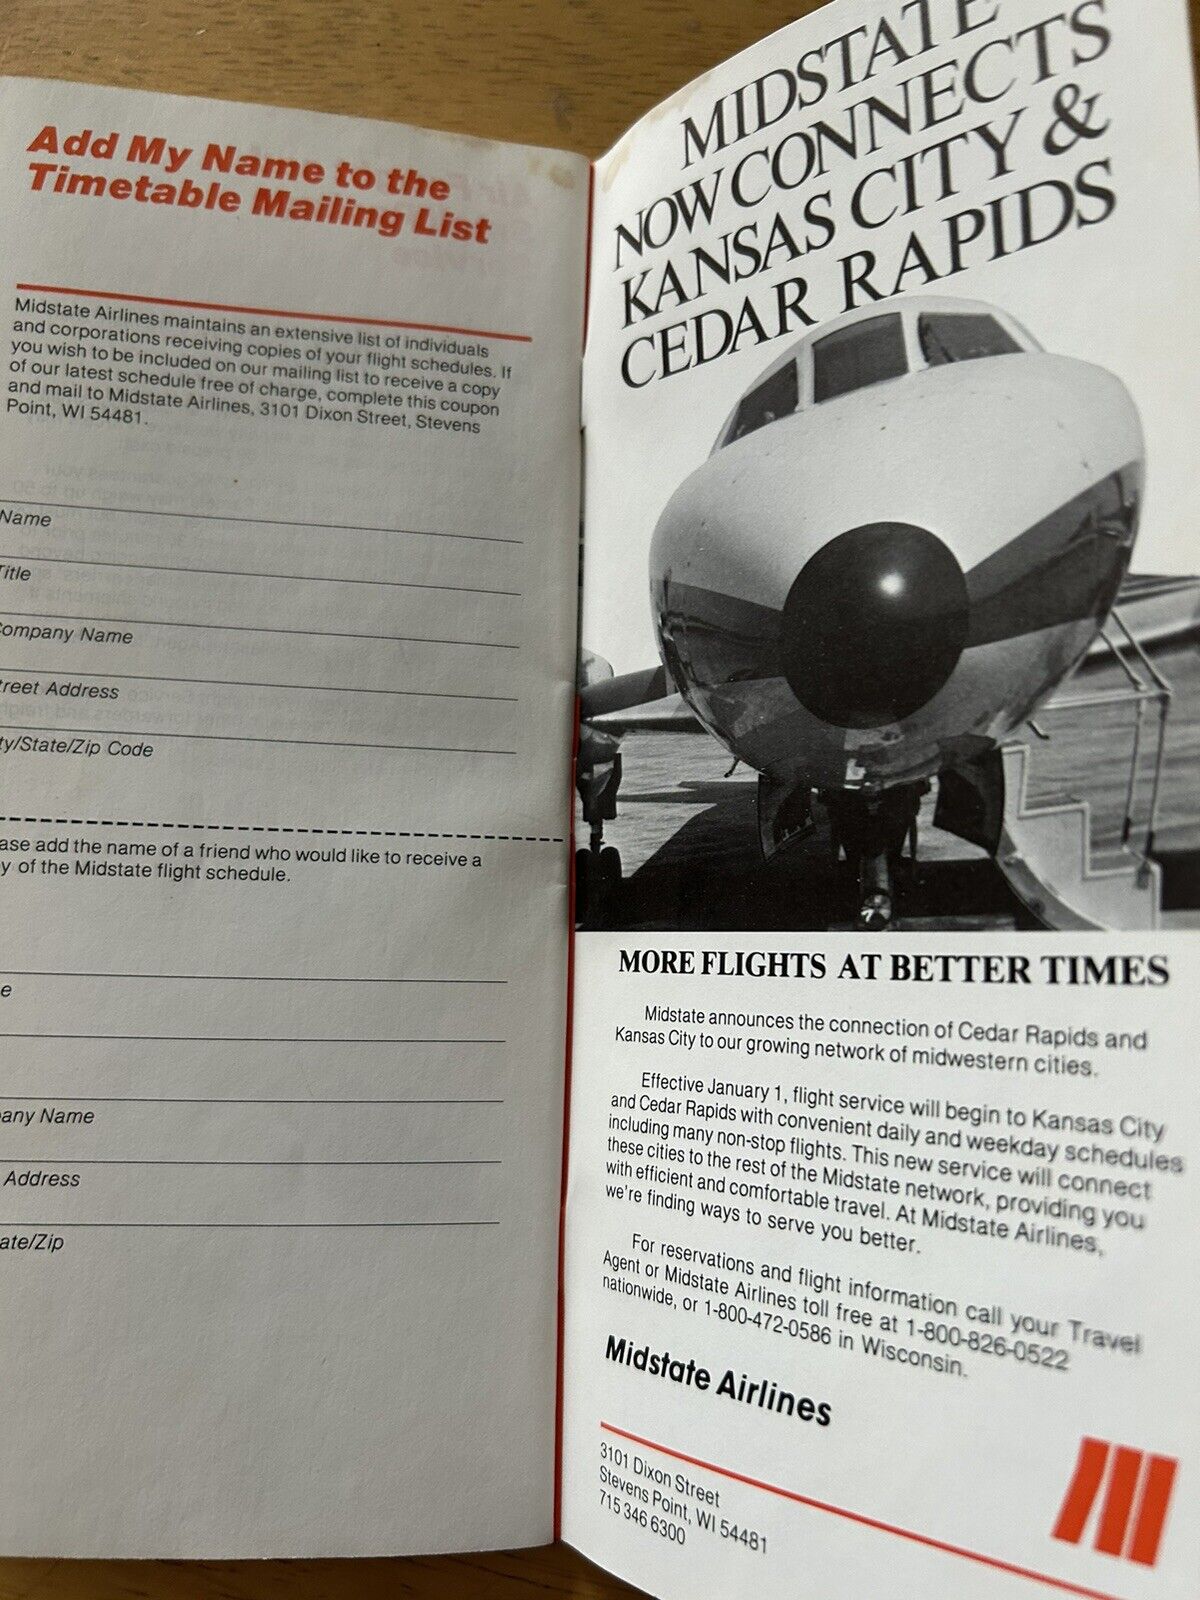 Add My Name to the
Timetable Mailing List
Midstate Airlines maintains an extensive list of individuals
and corporations receiving copies of your flight schedules. If
you wish to be included on our mailing list to receive a copy
of our latest schedule free of charge, complete this coupon
and mail to Midstate Airlines, 3101 Dixon Street, Stevens
Point, WI 54481.
Name
Title
Company Name
treet Address
ty/State/Zip Code
ase add the name of a friend who would like to receive a
y of the Midstate flight schedule.
e
any Name
Address
ate/Zip
MIDSTATE
NOW CONNECTS
KANSAS CITY &
CEDAR RAPIDS
MORE FLIGHTS AT BETTER TIMES
Midstate announces the connection of Cedar Rapids and
Kansas City to our growing network of midwestern cities.
Effective January 1, flight service will begin to Kansas City
and Cedar Rapids with convenient daily and weekday schedules
including many non-stop flights. This new service will connect
these cities to the rest of the Midstate network, providing you
with efficient and comfortable travel. At Midstate Airlines,
we're finding ways to serve you better.
For reservations and flight information call your Travel
Agent or Midstate Airlines toll free at 1-800-826-0522
nationwide, or 1-800-472-0586 in Wisconsin.
Midstate Airlines
3101 Dixon Street
Stevens Point, WI 54481
715 346 6300